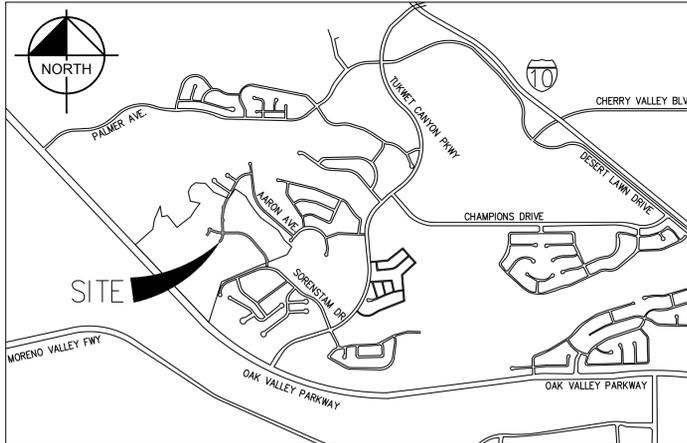 NORTH
10
PALMER AVE.
TUKWET CANYON PKWY
CHERRY VALLEY BLV
DESERT LAWN DRIVE
AARON AVE
CHAMPIONS DRIVE
SITE
SORENSTAM DR
MORENO VALLEY FWY
OAK VALLEY PARKWAY
OAK VALLEY PARKWAY